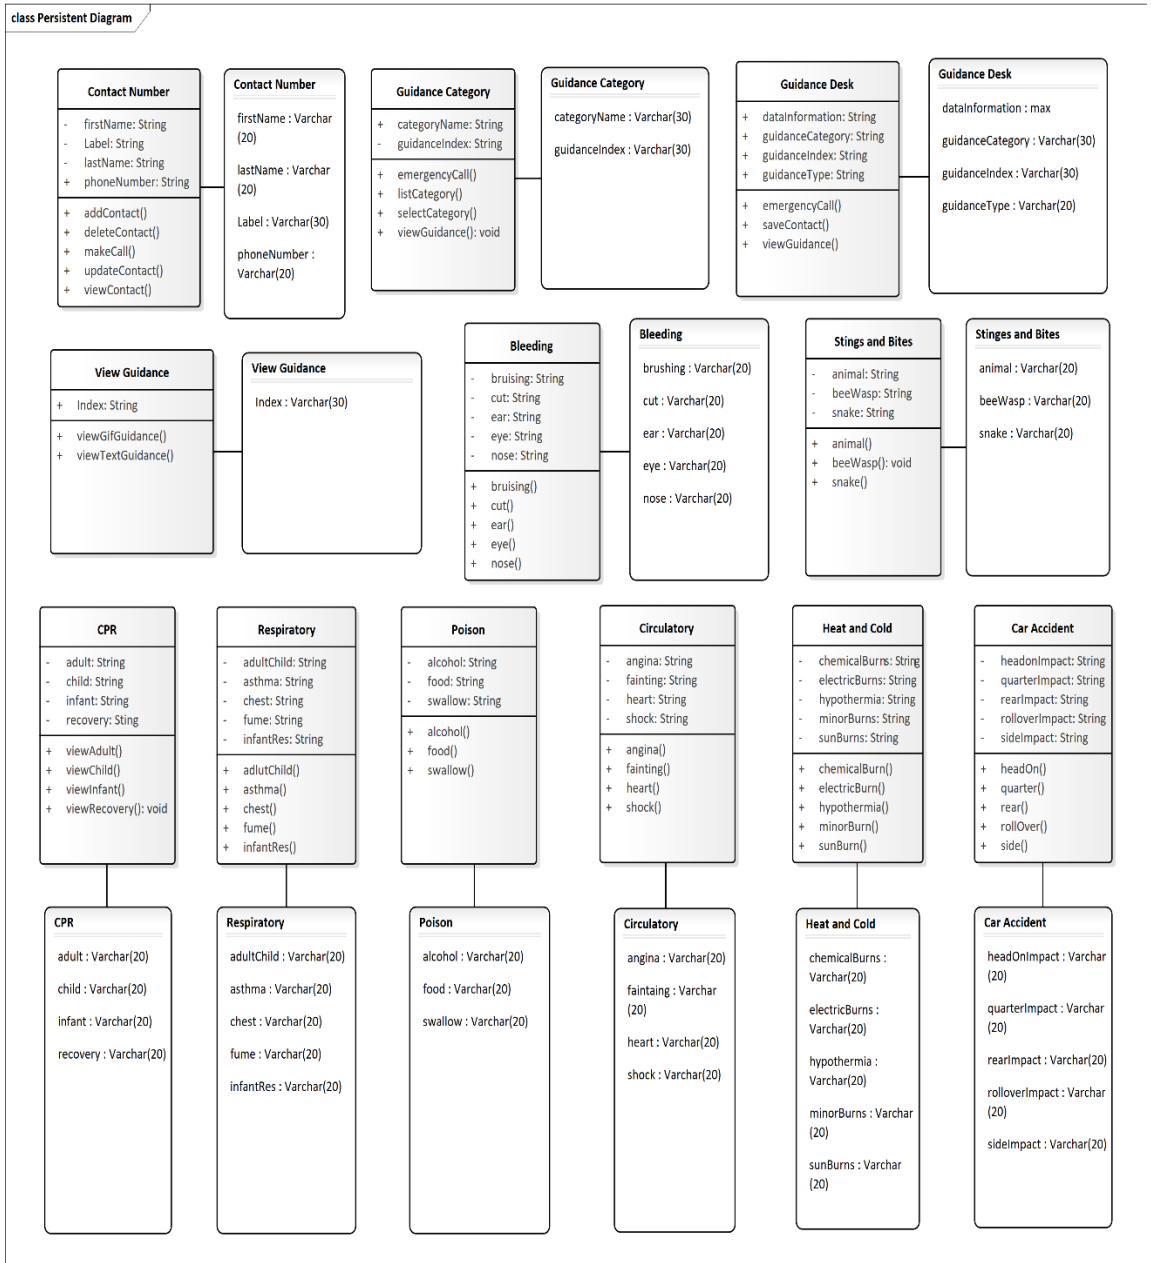 class Persistent Diagram
Contact Number
- firstName: String
- Label: String
- lastName: String
+ phoneNumber: String
+ addContact()
+ deleteContact()
+ makeCall()
+ updateContact()
+ viewContact()
Contact Number
firstName : Varchar
(20)
lastName : Varchar
(20)
Label : Varchar(30)
phoneNumber :
Varchar(20)
Guidance Category
+ categoryName: String
- guidanceIndex: String
+ emergencyCall()
+ listCategory()
+ selectCategory()
+ viewGuidance(): void
Guidance Category
categoryName : Varchar(30)
guidanceIndex : Varchar(30)
Guidance Desk
+ dataInformation: String
+ guidanceCategory: String
+ guidanceIndex: String
+ guidanceType: String
+ emergencyCall()
+ saveContact()
+ viewGuidance()
Guidance Desk
dataInformation : max
guidanceCategory : Varchar(30)
guidanceIndex : Varchar(30)
guidanceType : Varchar(20)
View Guidance
+ Index: String
+ viewGifGuidance()
+ viewTextGuidance()
View Guidance
Index : Varchar(30)
Bleeding
- bruising: String
- cut: String
- ear: String
- eye: String
- nose: String
+ bruising()
+ cut()
+ ear()
+ eye()
+ nose()
Bleeding
brushing : Varchar(20)
cut : Varchar(20)
ear : Varchar(20)
eye : Varchar(20)
nose : Varchar(20)
Stings and Bites
- animal: String
- beeWasp: String
- snake: String
+ animal()
+ beeWasp(): void
+ snake()
Stinges and Bites
animal : Varchar(20)
beeWasp : Varchar(20)
snake : Varchar(20)
CPR
- adult: String
- child: String
- infant: String
- recovery: Sting
+ viewAdult()
+ viewChild()
+ viewInfant()
+ viewRecovery(): void
Respiratory
- adultChild: String
- asthma: String
- chest: String
- fume: String
- infantRes: String
+ adlutChild()
+ asthma()
+ chest()
+ fume()
+ infantRes()
Poison
- alcohol: String
- food: String
- swallow: String
+ alcohol()
+ food()
+ swallow()
Circulatory
- angina: String
- fainting: String
- heart: String
- shock: String
+ angina()
+ fainting()
+ heart()
+ shock()
Heat and Cold
- chemicalBurns: String
- electricBurns: String
- hypothermia: String
- minorBurns: String
- sunBurns: String
+ chemicalBurn()
+ electricBurn()
+ hypothermia()
+ minorBurn()
+ sunBurn()
Car Accident
- headonImpact: String
- quarterImpact: String
- rearImpact: String
- rolloverImpact: String
- sideImpact: String
+ headOn()
+ quarter()
+ rear()
+ rollOver()
+ side()
CPR
adult : Varchar(20)
child : Varchar(20)
infant : Varchar(20)
recovery : Varchar(20)
Respiratory
adultChild : Varchar(20)
asthma : Varchar(20)
chest : Varchar(20)
fume : Varchar(20)
infantRes : Varchar(20)
Poison
alcohol : Varchar(20)
food : Varchar(20)
swallow : Varchar(20)
Circulatory
angina : Varchar(20)
faintaing : Varchar
(20)
heart : Varchar(20)
shock : Varchar(20)
Heat and Cold
chemicalBurns :
Varchar(20)
electricBurns :
Varchar(20)
hypothermia :
Varchar(20)
minorBurns : Varchar
(20)
sunBurns : Varchar
(20)
Car Accident
headOnImpact : Varchar
(20)
quarterImpact : Varchar
(20)
rearImpact : Varchar(20)
rolloverImpact : Varchar
(20)
sideImpact : Varchar(20)